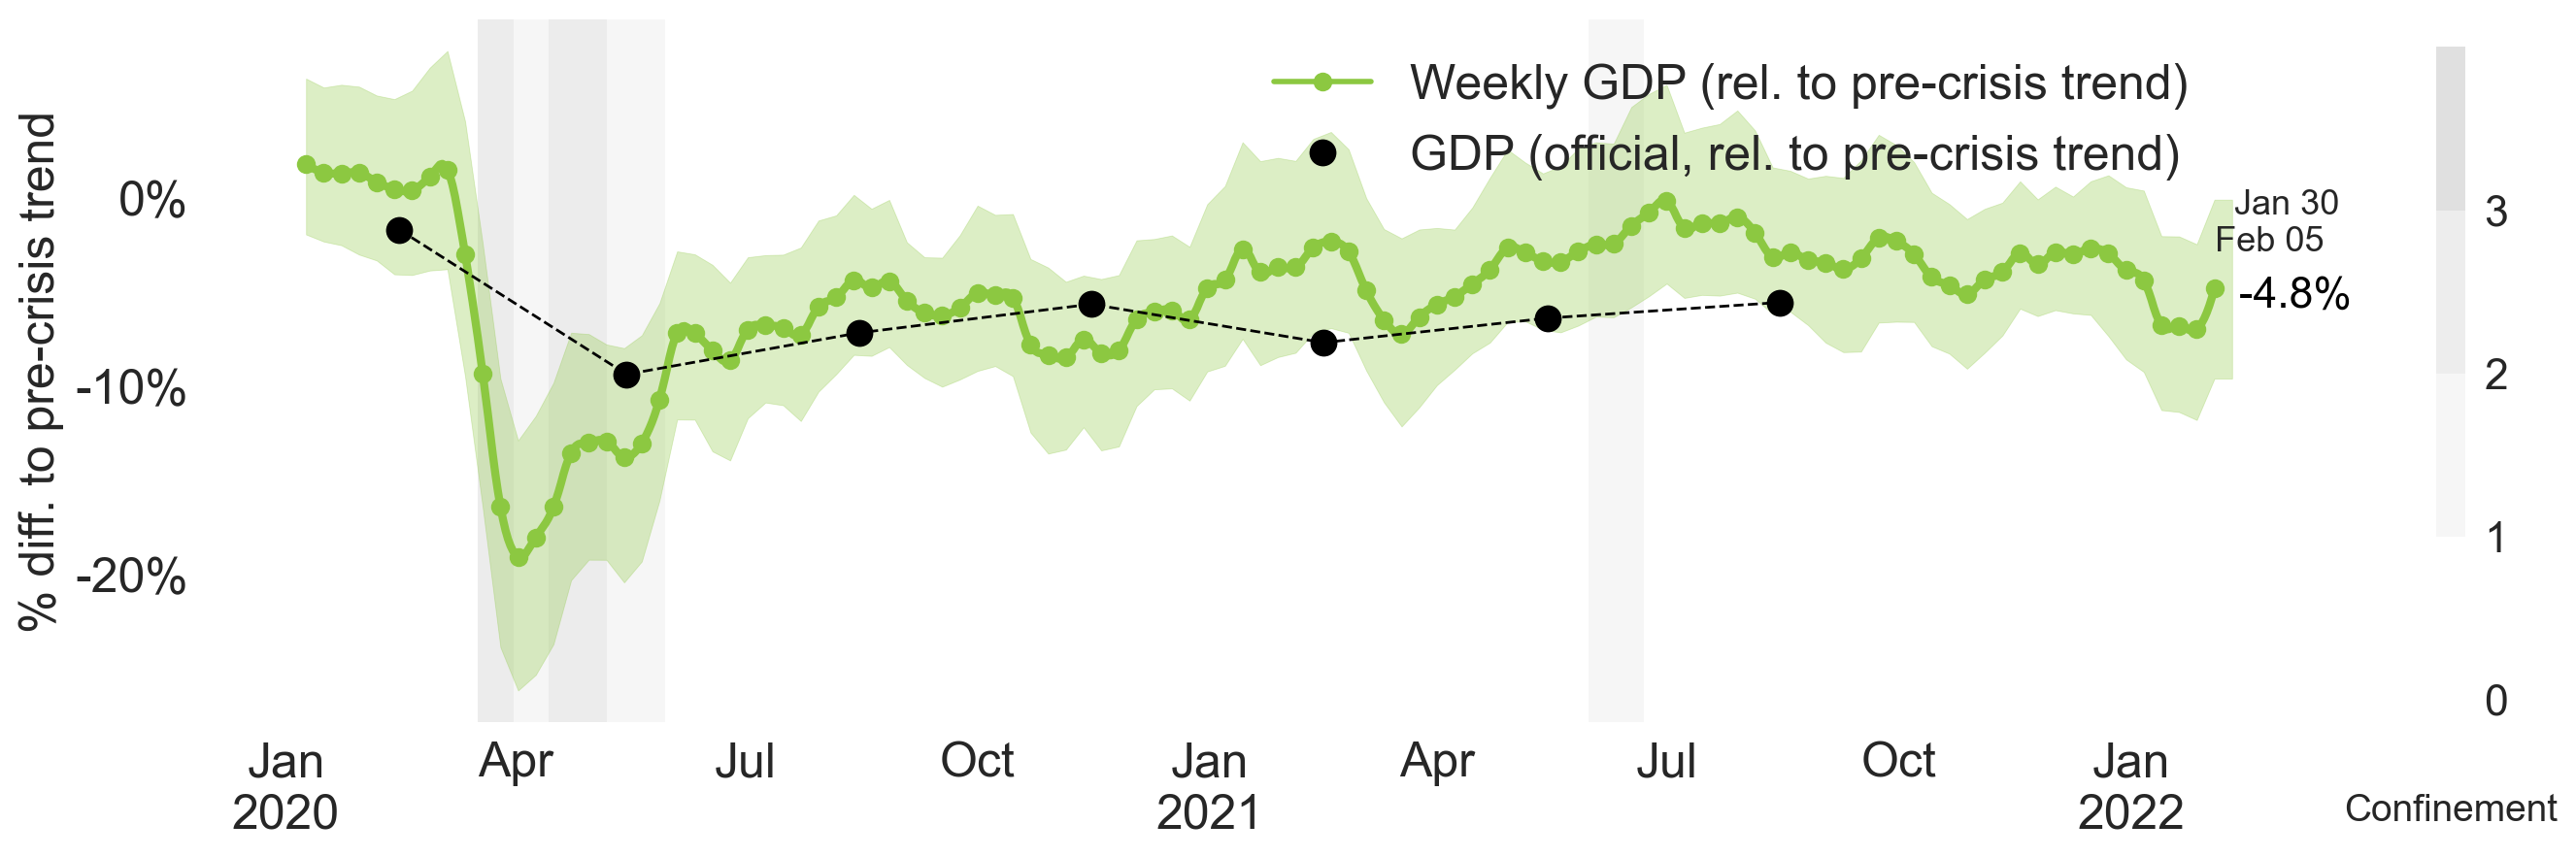 % diff. to pre-crisis trend
Weekly GDP (rel. to pre-crisis trend)
GDP (official, rel. to pre-crisis trend)
0%
-10%
-20%
Jan 30
Feb 05
-4.8%
3
2
1
0
Jan Apr Jul Oct Jan Apr Jul Oct Jan
2020 2021 2022
Confinement